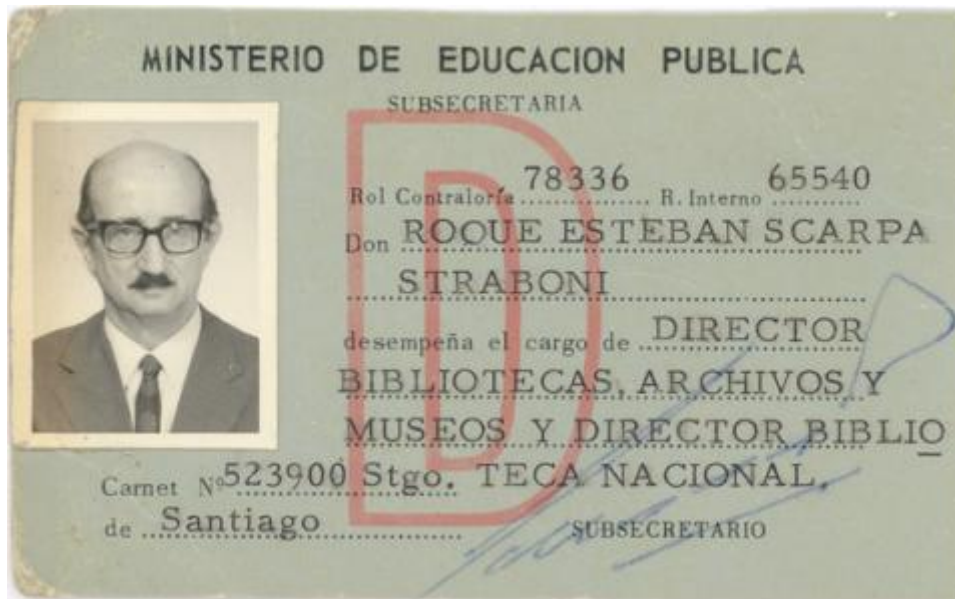 MINISTERIO DE EDUCACION PUBLICA
SUBSECRETARIA
D
Rol Contraloría 78336 R. Interno 65540
Don ROQUE ESTEBAN SCARPA
STRABONI
desempeña el cargo de DIRECTOR
BIBLIOTECAS, ARCHIVOS Y
MUSEOS Y DIRECTOR BIBLIO
Carnet Nº 523900 Stgo. TECA NACIONAL.
de Santiago SUBSECRETARIO